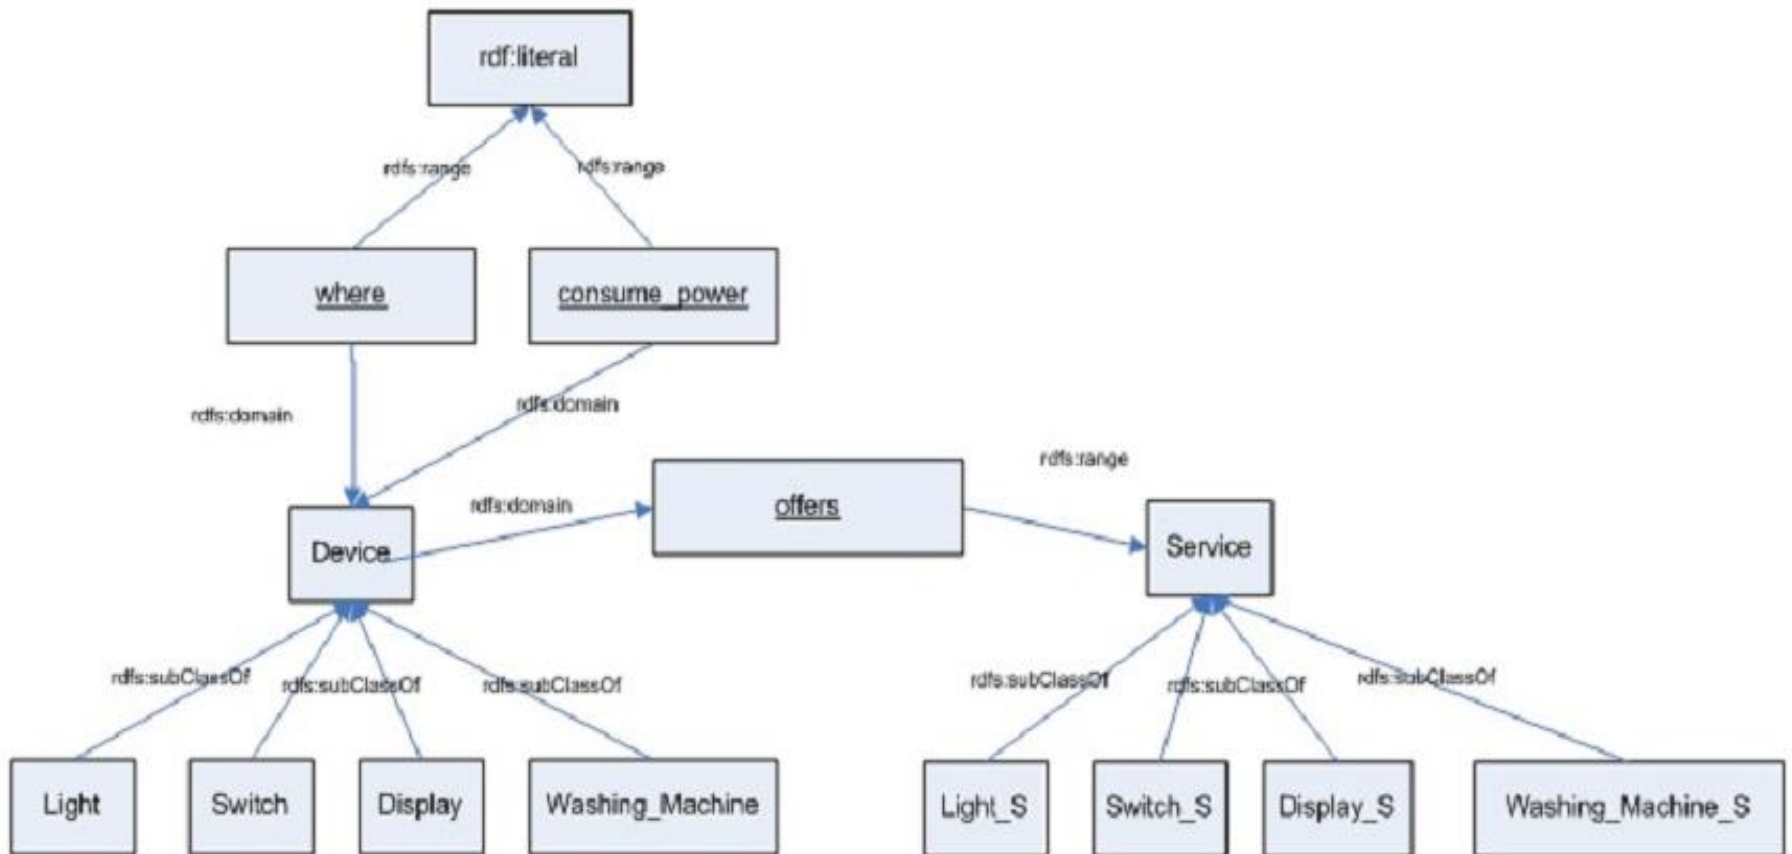 rdf:literal
rdfs:range
rdfs:range
where
consume_power
rdfs:domain
rdfs:domain
rdfs:domain
offers
rdfs:range
Device
Service
rdfs:subClassOf
rdfs:subClassOf
rdfs:subClassOf
rdfs:subClassOf
rdfs:subClassOf
rdfs:subClassOf
Light
Switch
Display
Washing_Machine
Light_S
Switch_S
Display_S
Washing_Machine_S